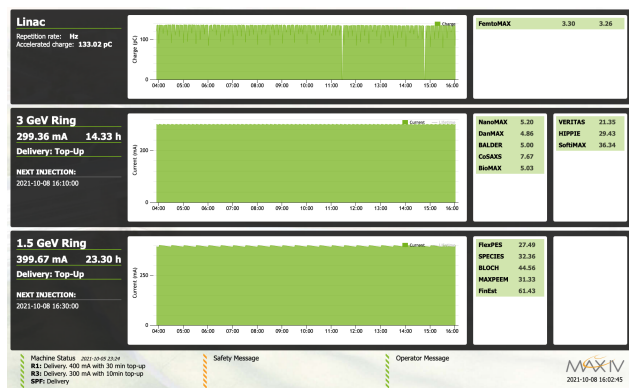 Linac
Repetition rate: Hz
Accelerated charge: 133.02 pC
Charge
Charge (pC)
100
0
04:00 05:00 06:00 07:00 08:00 09:00 10:00 11:00 12:00 13:00 14:00 15:00 16:00
FemtoMAX 3.30 3.26
3 GeV Ring
299.36 mA 14.33 h
Delivery: Top-Up
NEXT INJECTION:
2021-10-08 16:10:00
Current Lifetime
Current (mA)
200
0
04:00 05:00 06:00 07:00 08:00 09:00 10:00 11:00 12:00 13:00 14:00 15:00 16:00
NanoMAX 5.20
DanMAX 4.86
BALDER 5.00
CoSAXS 7.67
BioMAX 5.03
VERITAS 21.35
HIPPIE 29.43
SoftiMAX 36.34
1.5 GeV Ring
399.67 mA 23.30 h
Delivery: Top-Up
NEXT INJECTION:
2021-10-08 16:30:00
Current Lifetime
Current (mA)
250
0
04:00 05:00 06:00 07:00 08:00 09:00 10:00 11:00 12:00 13:00 14:00 15:00 16:00
FlexPES 27.49
SPECIES 32.36
BLOCH 44.56
MAXPEEM 31.33
FinEst 61.43
Machine Status 2021-10-05 23:24
R1: Delivery. 400 mA with 30 min top-up
R3: Delivery. 300 mA with 10min top-up
SPF: Delivery
Safety Message
Operator Message
MAX IV
2021-10-08 16:02:45